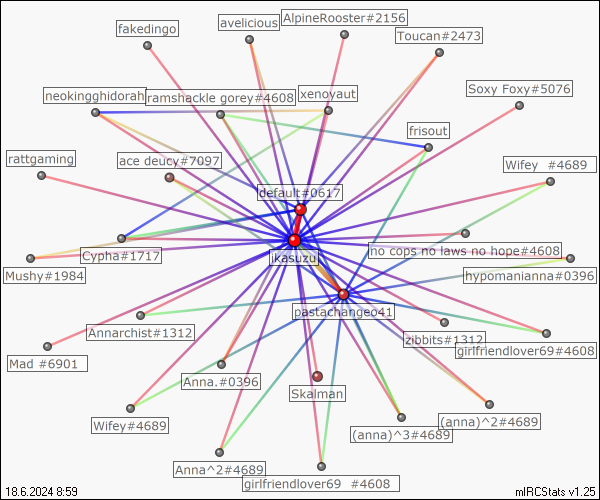 AlpineRooster#2156
avelicious
fakedingo
Toucan#2473
Soxy Foxy#5076
neokingghidorah
ramshackle gorey#4608
xenoyaut
frisout
rattgaming
ace deucy#7097
Wifey  #4689
default#0617
no cops no laws no hope#4608
Cypha#1717
ikasuzu
Mushy#1984
hypomanianna#0396
pastachangeo41
Annarchist#1312
zibbits#1312
girlfriendlover69#4608
Mad #6901
Anna.#0396
Skalman
Wifey#4689
(anna)^2#4689
(anna)^3#4689
Anna^2#4689
girlfriendlover69  #4608
18.6.2024 8:59
mIRCStats v1.25